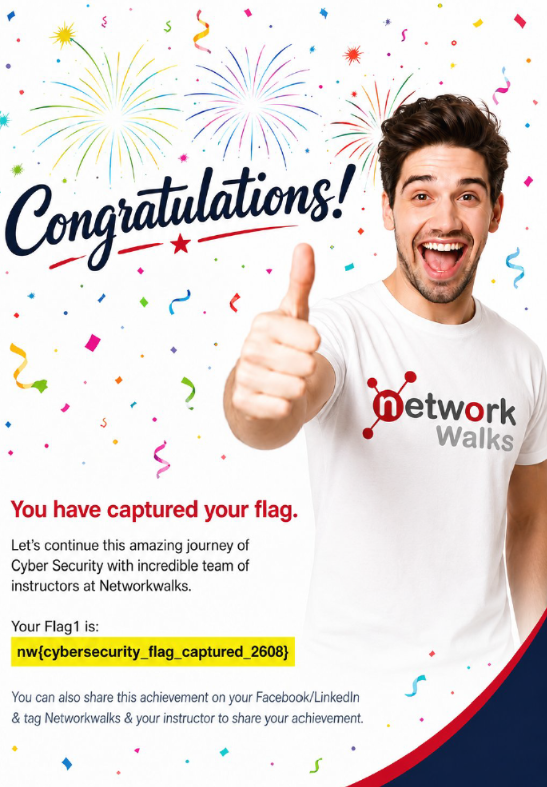 Congratulations!
network
Walks
You have captured your flag.
Let's continue this amazing journey of
Cyber Security with incredible team of
instructors at Networkwalks.
Your Flag1 is:
nw{cybersecurity_flag_captured_2608}
You can also share this achievement on your Facebook/LinkedIn
& tag Networkwalks & your instructor to share your achievement.